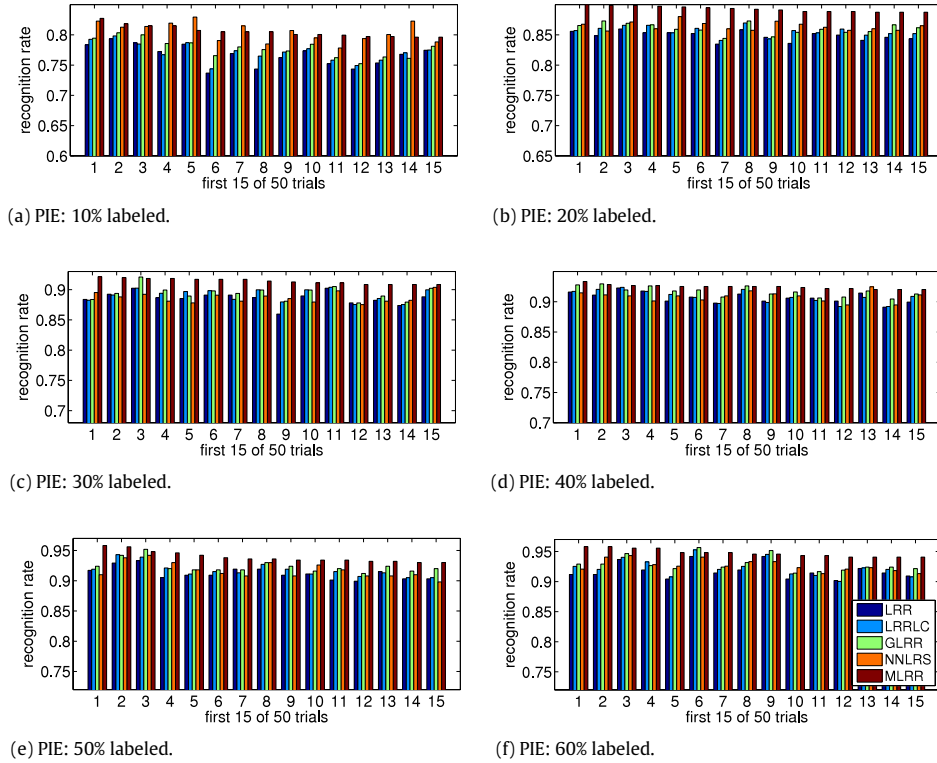 recognition rate
0.8
0.75
0.7
0.65
0.6
1 2 3 4 5 6 7 8 9 10 11 12 13 14 15
first 15 of 50 trials
(a) PIE: 10% labeled.
recognition rate
0.85
0.8
0.75
0.7
0.65
1 2 3 4 5 6 7 8 9 10 11 12 13 14 15
first 15 of 50 trials
(b) PIE: 20% labeled.
recognition rate
0.9
0.85
0.8
0.75
0.7
1 2 3 4 5 6 7 8 9 10 11 12 13 14 15
first 15 of 50 trials
(c) PIE: 30% labeled.
recognition rate
0.9
0.85
0.8
0.75
0.7
1 2 3 4 5 6 7 8 9 10 11 12 13 14 15
first 15 of 50 trials
(d) PIE: 40% labeled.
recognition rate
0.95
0.9
0.85
0.8
0.75
1 2 3 4 5 6 7 8 9 10 11 12 13 14 15
first 15 of 50 trials
(e) PIE: 50% labeled.
recognition rate
0.95
0.9
0.85
0.8
0.75
LRR
LRRLC
GLRR
NNLRS
MLRR
1 2 3 4 5 6 7 8 9 10 11 12 13 14 15
first 15 of 50 trials
(f) PIE: 60% labeled.